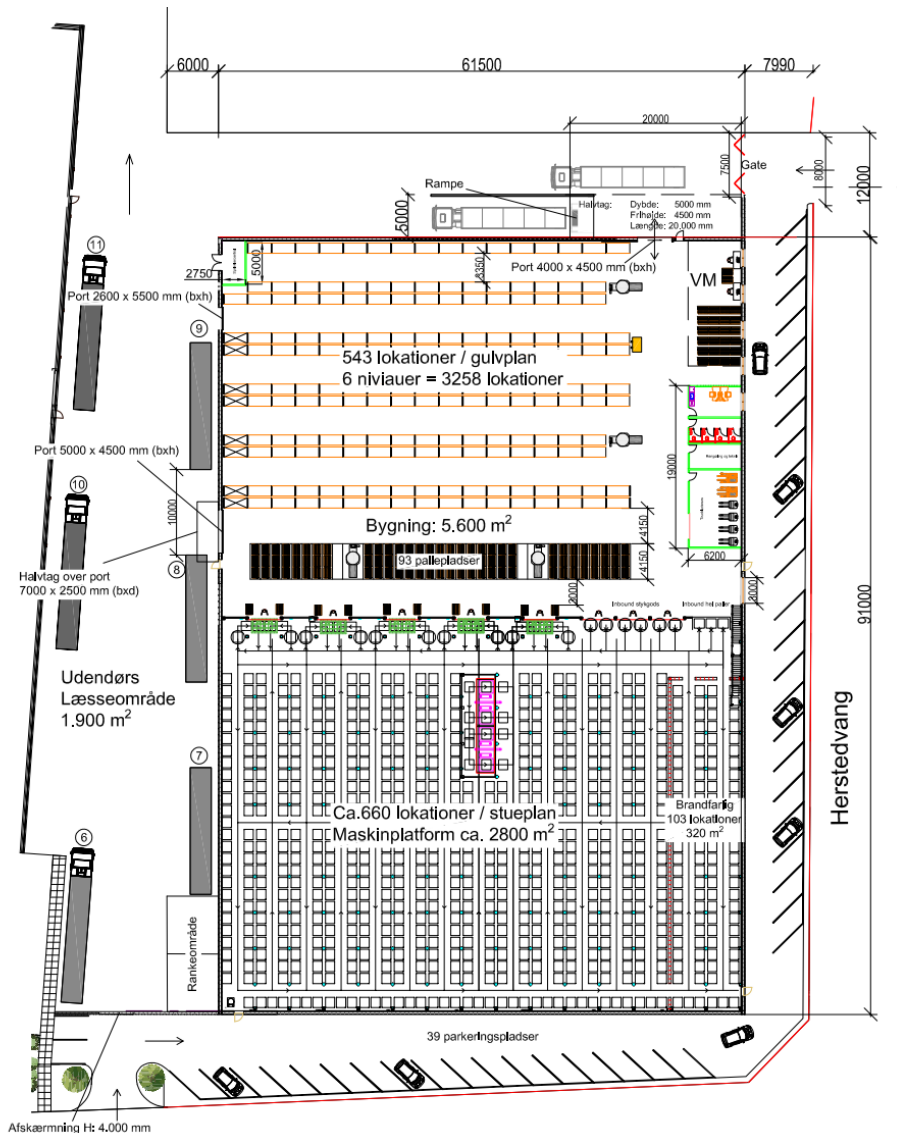 6000
61500
7990
20000
7500
Gate
8000
12000
Rampe
5000
Halvtag:
Dybde: 5000 mm
Frihøjde: 4500 mm
Længde: 20.000 mm
11
2750
5000
3350
Port 4000 x 4500 mm (bxh)
VM
Port 2600 x 5500 mm (bxh)
9
543 lokationer / gulvplan
6 niviauer = 3258 lokationer
Port 5000 x 4500 mm (bxh)
10
10000
19000
Bygning: 5.600 m²
4150
93 pallepladser
4150
6200
8
Halvtag over port
7000 x 2500 mm (bxd)
3000
3000
Inbound stykgods
Inbound hel paller
91000
Udendørs
Læsseområde
1.900 m²
7
Ca.660 lokationer / stueplan
Maskinplatform ca. 2800 m²
Brandfarlig
103 lokationer
320 m²
Herstedvang
6
Rankeområde
39 parkeringspladser
Afskærmning H: 4.000 mm